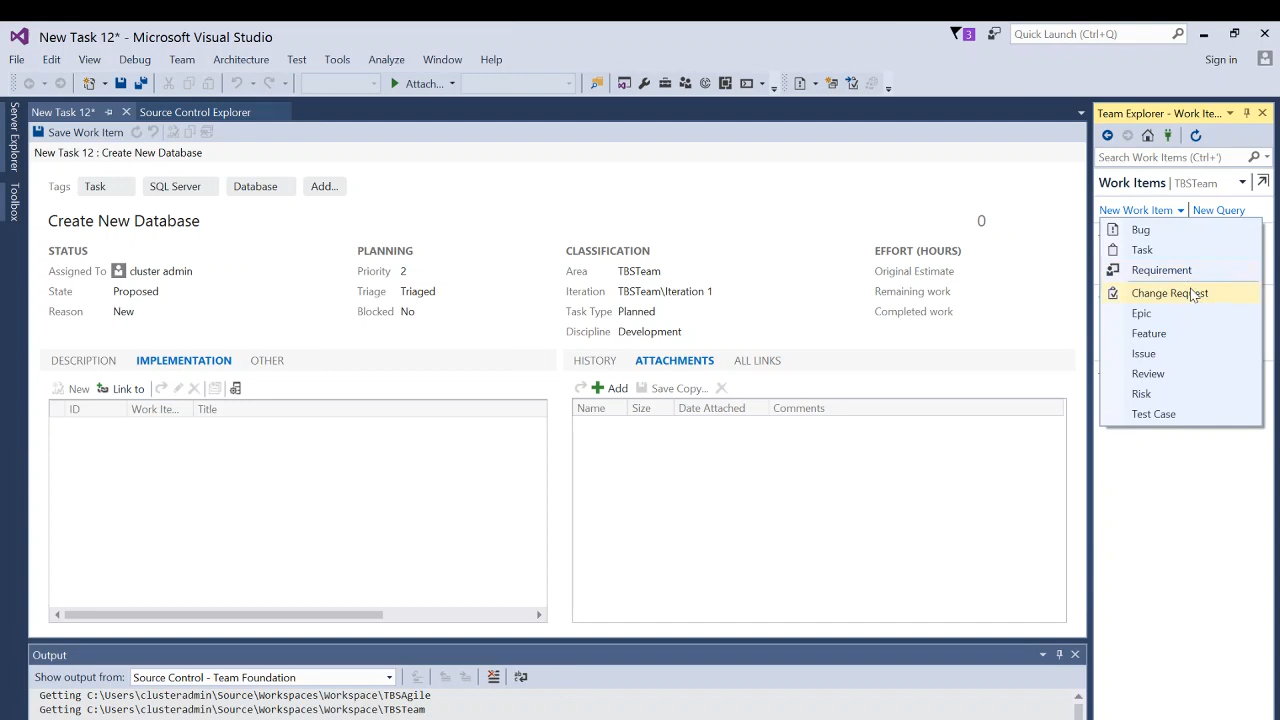 New Task 12* - Microsoft Visual Studio
3
Quick Launch (Ctrl+Q)
File Edit View Debug Team Architecture Test Tools Analyze Window Help
Sign in
Attach...
Server Explorer
Toolbox
New Task 12* Source Control Explorer
Save Work Item
New Task 12 : Create New Database
Tags Task SQL Server Database Add...
Create New Database 0
STATUS PLANNING CLASSIFICATION EFFORT (HOURS)
Assigned To cluster admin Priority 2 Area TBSTeam Original Estimate
State Proposed Triage Triaged Iteration TBSTeam\Iteration 1 Remaining work
Reason New Blocked No Task Type Planned Completed work
Discipline Development
DESCRIPTION IMPLEMENTATION OTHER HISTORY ATTACHMENTS ALL LINKS
New Link to Add Save Copy...
ID Work Ite... Title Name Size Date Attached Comments
Output
Show output from: Source Control - Team Foundation
Getting C:\Users\clusteradmin\Source\Workspaces\Workspace\TBSAgile
Getting C:\Users\clusteradmin\Source\Workspaces\Workspace\TBSTeam
Team Explorer - Work Ite...
Search Work Items (Ctrl+')
Work Items | TBSTeam
New Work Item | New Query
Bug
Task
Requirement
Change Request
Epic
Feature
Issue
Review
Risk
Test Case